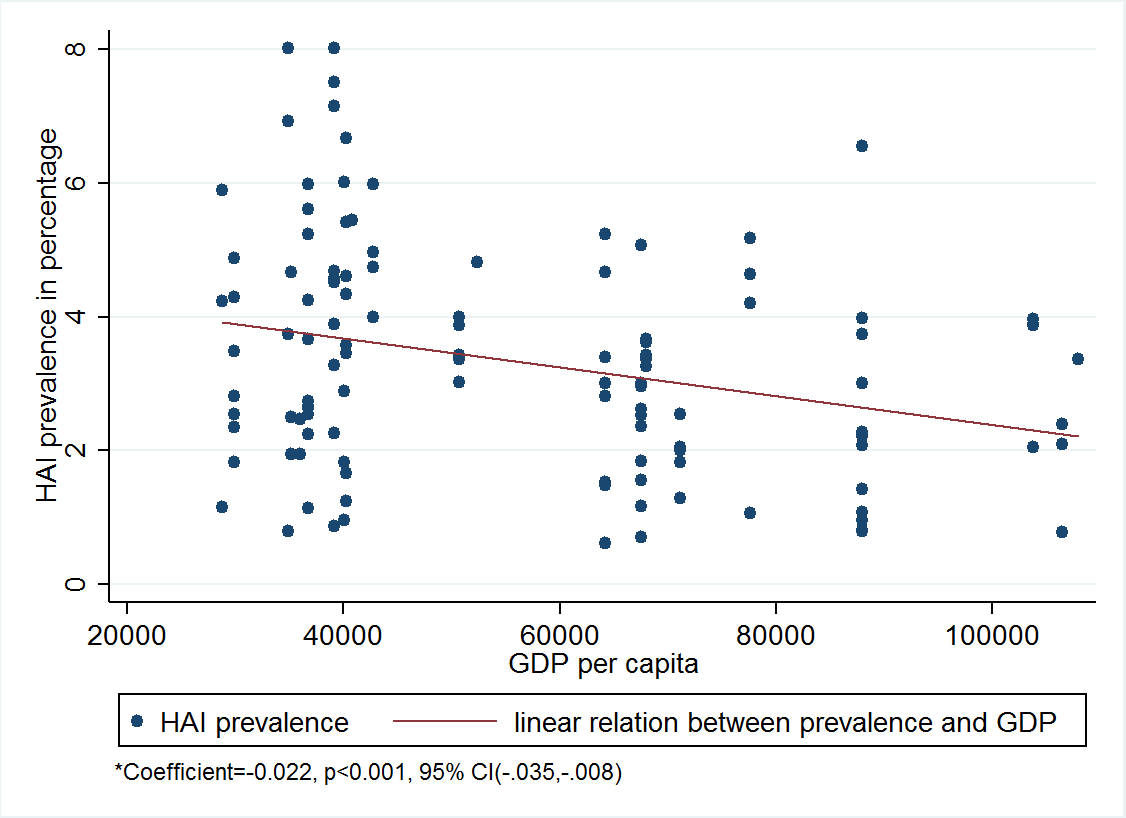 HAI prevalence in percentage
8
6
4
2
0
20000 40000 60000 80000 100000
GDP per capita
HAI prevalence linear relation between prevalence and GDP
*Coefficient=-0.022, p<0.001, 95% CI(-.035,-.008)